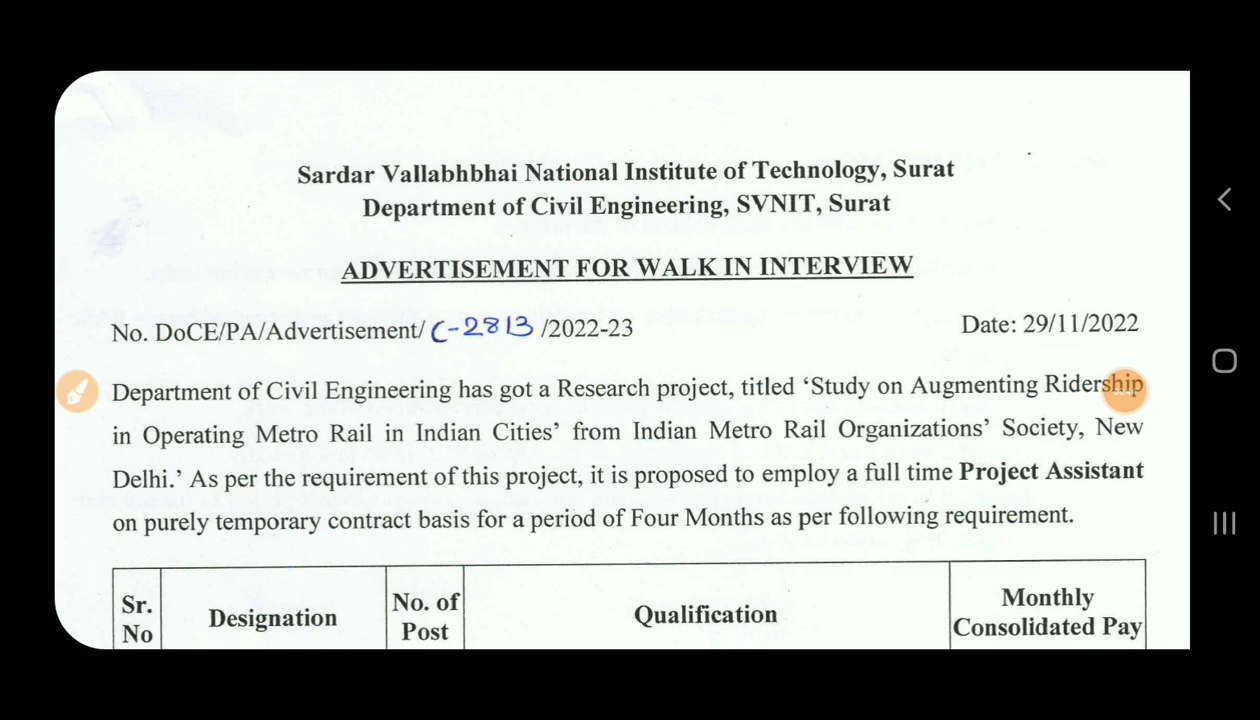 Sardar Vallabhbhai National Institute of Technology, Surat
Department of Civil Engineering, SVNIT, Surat
ADVERTISEMENT FOR WALK IN INTERVIEW
No. DoCE/PA/Advertisement/ C-2813 /2022-23 Date: 29/11/2022
Department of Civil Engineering has got a Research project, titled ‘Study on Augmenting Ridership
in Operating Metro Rail in Indian Cities’ from Indian Metro Rail Organizations’ Society, New
Delhi.’ As per the requirement of this project, it is proposed to employ a full time Project Assistant
on purely temporary contract basis for a period of Four Months as per following requirement.
Sr. No Designation No. of Post Qualification Monthly Consolidated Pay